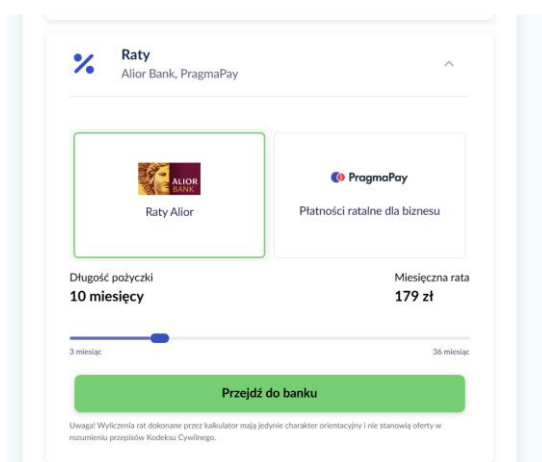 Raty
Alior Bank, PragmaPay
ALIOR
BANK
Raty Alior
PragmaPay
Płatności ratalne dla biznesu
Długość pożyczki
10 miesięcy
Miesięczna rata
179 zł
3 miesiąc
36 miesiąc
Przejdź do banku
Uwaga! Wyliczenia rat dokonane przez kalkulator mają jedynie charakter orientacyjny i nie stanowią oferty w
rozumieniu przepisów Kodeksu Cywilnego.